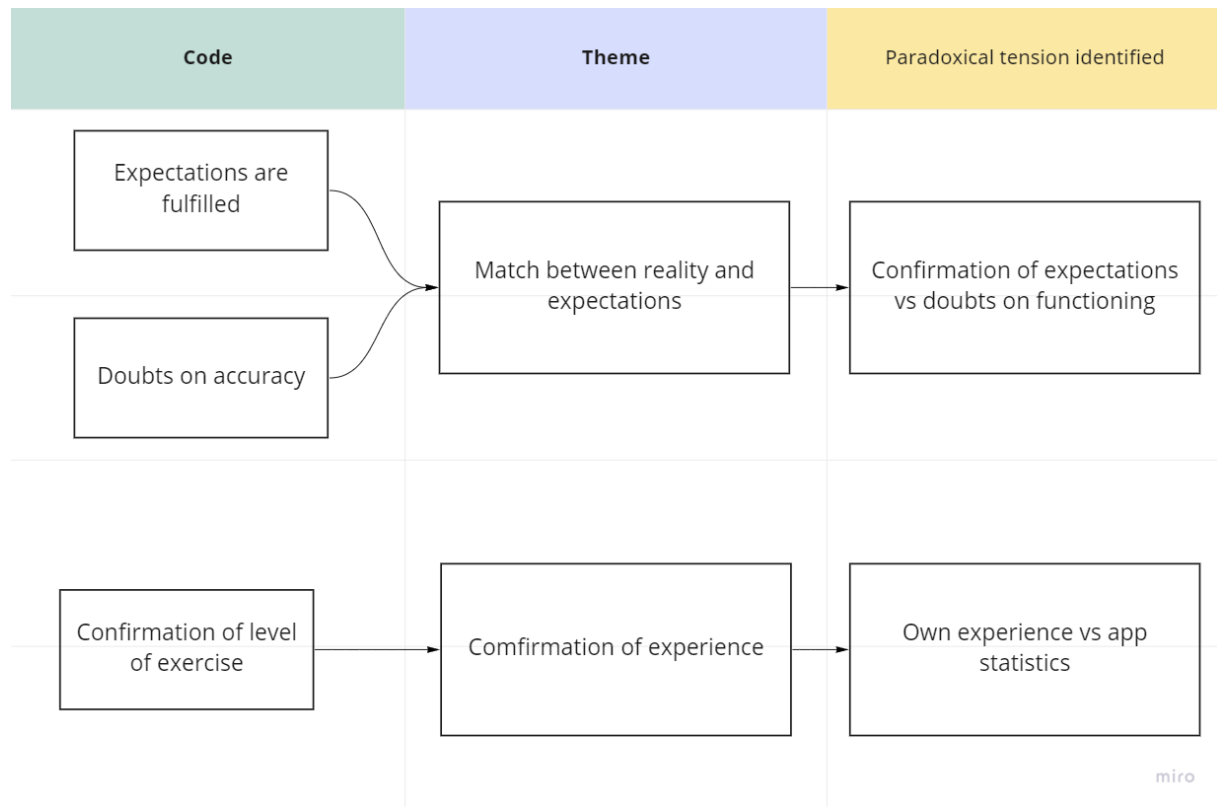 Code
Theme
Paradoxical tension identified
Expectations are
fulfilled
Doubts on accuracy
Match between reality and
expectations
Confirmation of expectations
vs doubts on functioning
Confirmation of level
of exercise
Comfirmation of experience
Own experience vs app
statistics
miro